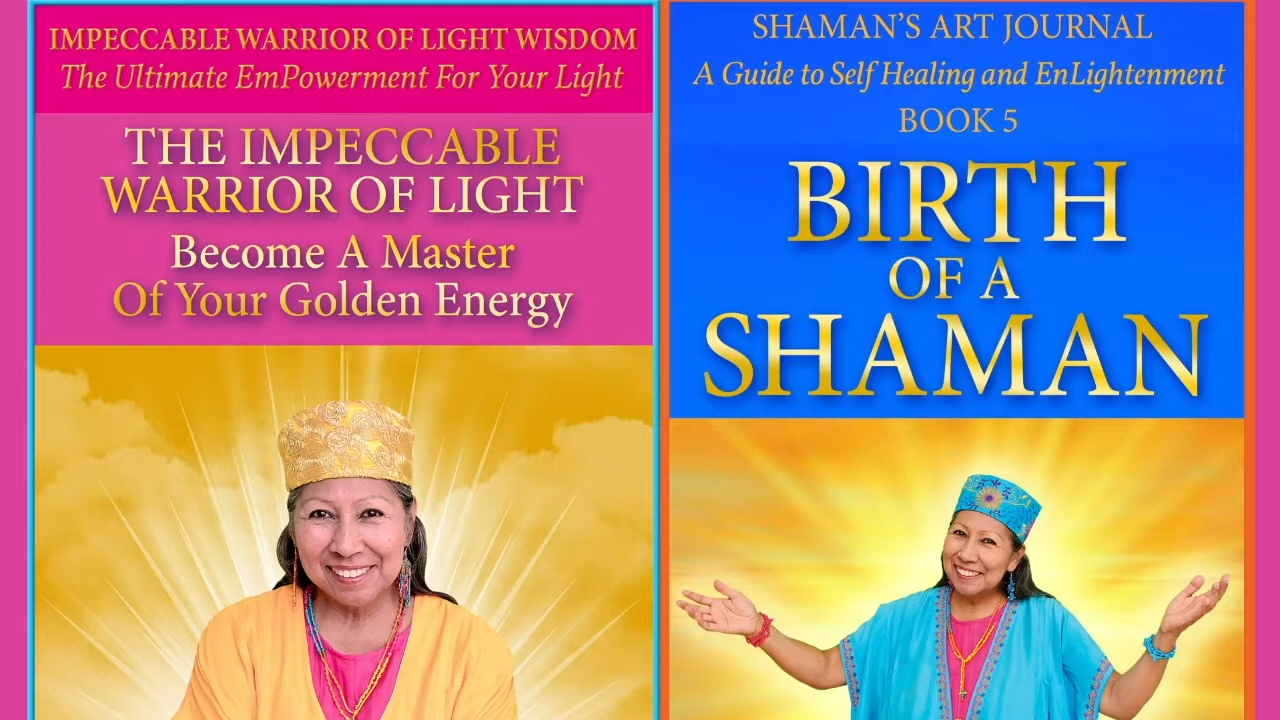 IMPECCABLE WARRIOR OF LIGHT WISDOM
The Ultimate EmPowerment For Your Light
THE IMPECCABLE
WARRIOR OF LIGHT
Become A Master
Of Your Golden Energy
SHAMAN'S ART JOURNAL
A Guide to Self Healing and EnLightenment
BOOK 5
BIRTH
OF A
SHAMAN